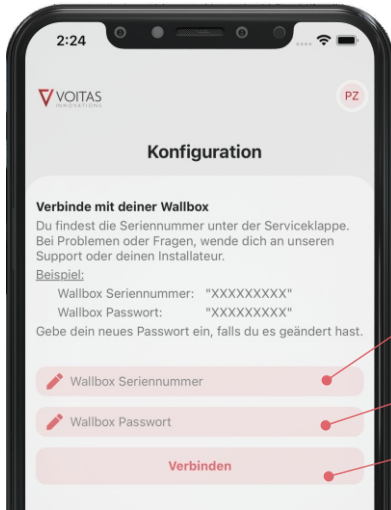 2:24
VOITAS
INNOVATIONS
PZ
Konfiguration
Verbinde mit deiner Wallbox
Du findest die Seriennummer unter der Serviceklappe.
Bei Problemen oder Fragen, wende dich an unseren
Support oder deinen Installateur.
Beispiel:
Wallbox Seriennummer: "XXXXXXXXX"
Wallbox Passwort: "XXXXXXXXX"
Gebe dein neues Passwort ein, falls du es geändert hast.
Wallbox Seriennummer
Wallbox Passwort
Verbinden